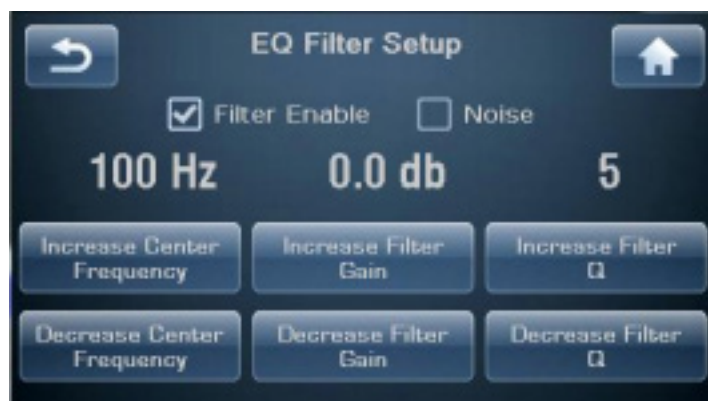 EQ Filter Setup
Filter Enable Noise
100 Hz 0.0 db 5
Increase Center Increase Filter Increase Filter
Frequency Gain Q
Decrease Center Decrease Filter Decrease Filter
Frequency Gain Q